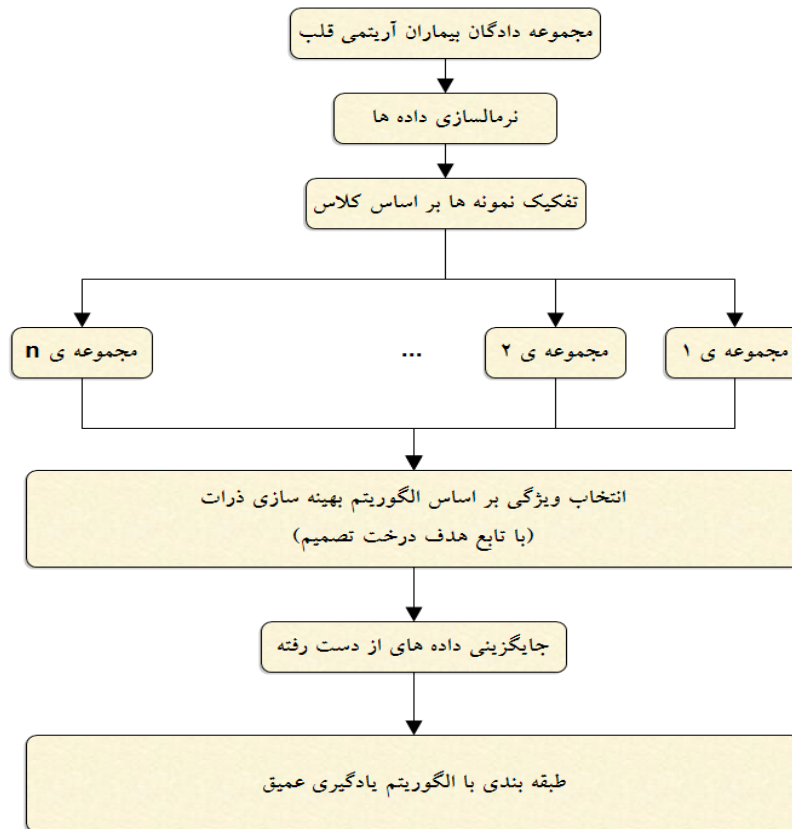 مجموعه دادگان بیماران آریتمی قلب
نرمالسازی داده ها
تفکیک نمونه ها بر اساس کلاس
مجموعه ی ۱
مجموعه ی ۲
...
مجموعه ی n
انتخاب ویژگی بر اساس الگوریتم بهینه سازی ذرات
(با تابع هدف درخت تصمیم)
جایگزینی داده های از دست رفته
طبقه بندی با الگوریتم یادگیری عمیق